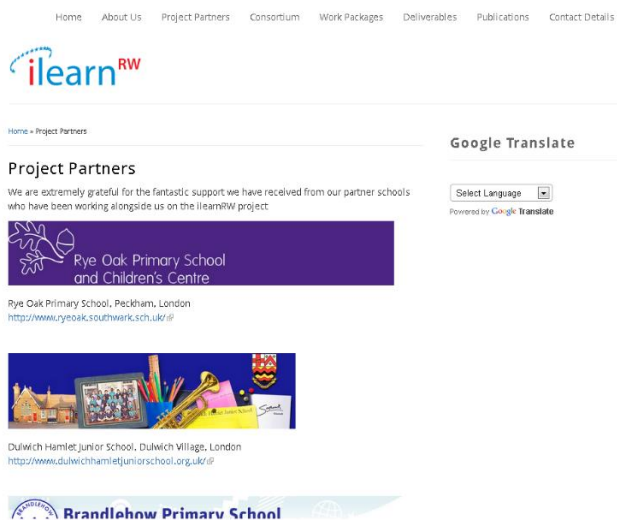 Home About Us Project Partners Consortium Work Packages Deliverables Publications Contact Details
ilearnRW
Home » Project Partners
Google Translate
Project Partners
We are extremely grateful for the fantastic support we have received from our partner schools
who have been working alongside us on the ilearnRW project
Select Language
Powered by Google Translate
Rye Oak Primary School
and Children's Centre
Rye Oak Primary School, Peckham, London
http://www.ryeoak.southwark.sch.uk/
Dulwich Hamlet Junior School, Dulwich Village, London
http://www.dulwichhamletjuniorschool.org.uk/
BRANDLEHOW
Brandlehow Primary School